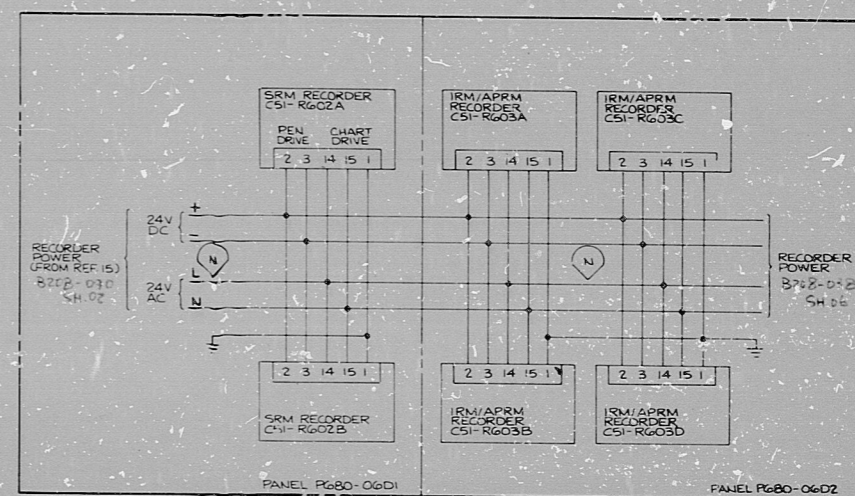 SRM RECORDER
C51-R602A
PEN DRIVE
CHART DRIVE
2 3 14 15 1
IRM/APRM
RECORDER
C51-R603A
2 3 14 15 1
IRM/APRM
RECORDER
C51-R603C
2 3 14 15 1
RECORDER
POWER
(FROM REF. 15)
B208-030
SH.02
24V
DC
+
−
24V
AC
L
N
N
N
RECORDER
POWER
SH 06
2 3 14 15 1
SRM RECORDER
C51-R602B
2 3 14 15 1
IRM/APRM
RECORDER
C51-R603B
2 3 14 15 1
IRM/APRM
RECORDER
C51-R603D
PANEL P680-06D1
PANEL P680-06D2